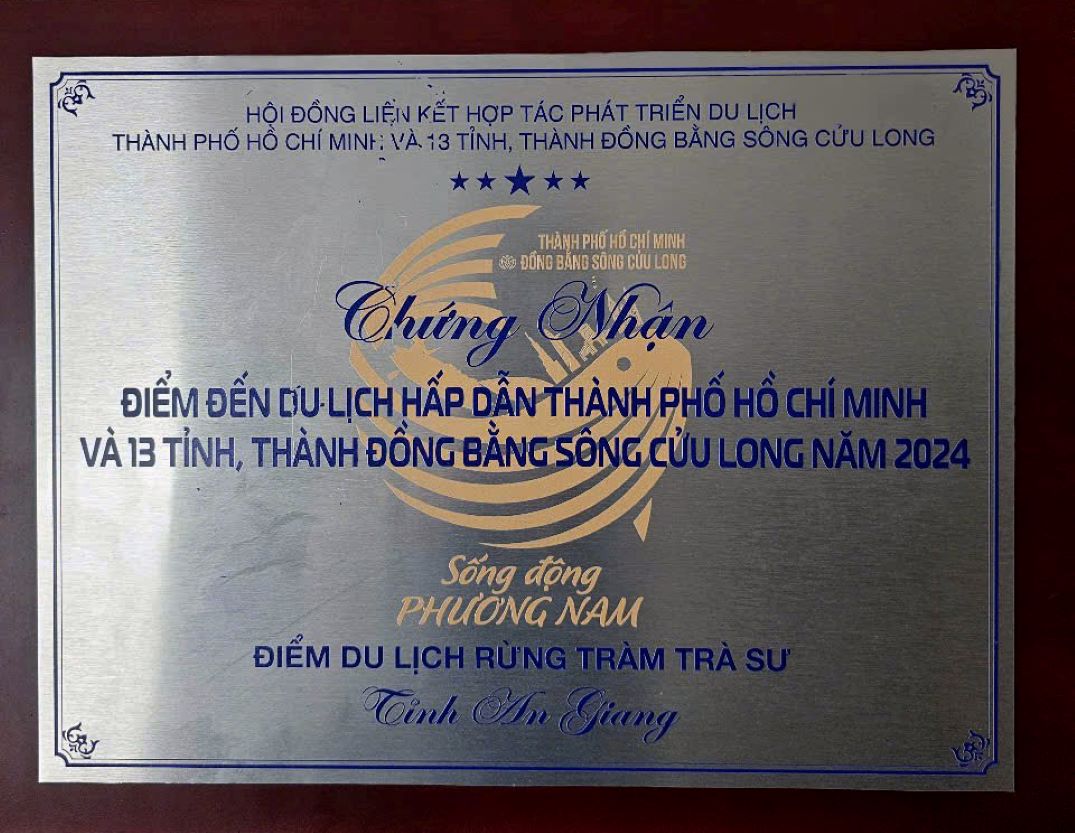 HỘI ĐỒNG LIÊN KẾT HỢP TÁC PHÁT TRIỂN DU LỊCH
THÀNH PHỐ HỒ CHÍ MINH VÀ 13 TỈNH, THÀNH ĐỒNG BẰNG SÔNG CỬU LONG
THÀNH PHỐ HỒ CHÍ MINH
ĐỒNG BẰNG SÔNG CỬU LONG
Chứng Nhận
ĐIỂM ĐẾN DU LỊCH HẤP DẪN THÀNH PHỐ HỒ CHÍ MINH
VÀ 13 TỈNH, THÀNH ĐỒNG BẰNG SÔNG CỬU LONG NĂM 2024
Sống động
PHƯƠNG NAM
ĐIỂM DU LỊCH RỪNG TRÀM TRÀ SƯ
Tỉnh An Giang